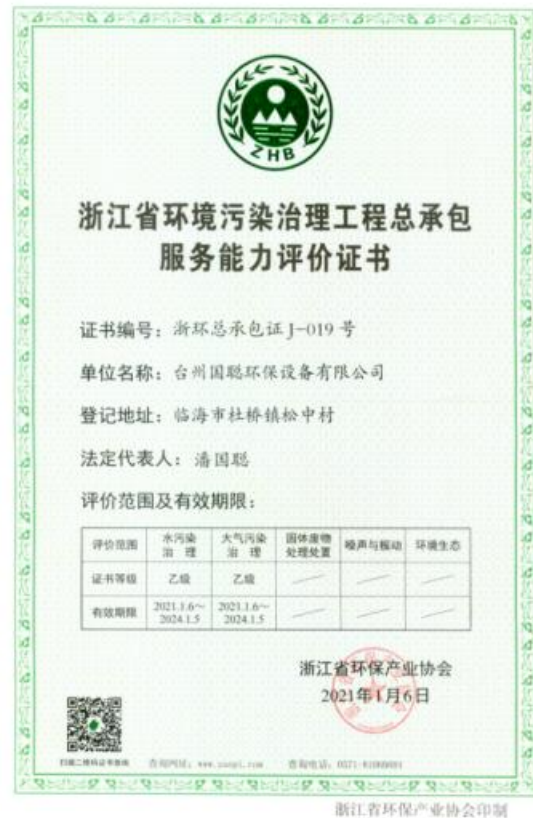 ZHB
浙江省环境污染治理工程总承包
服务能力评价证书
证书编号：浙环总承包证J-019号
单位名称：台州国聪环保设备有限公司
登记地址：临海市杜桥镇松中村
法定代表人：潘国聪
评价范围及有效期限：
评价范围 水污染治理 大气污染治理 固体废物处理处置 噪声与振动 环境生态
证书等级 乙级 乙级
有效期限 2021.1.6～2024.1.5 2021.1.6～2024.1.5
浙江省环保产业协会
2021年1月6日
查询网址：
查询电话：
浙江省环保产业协会印制